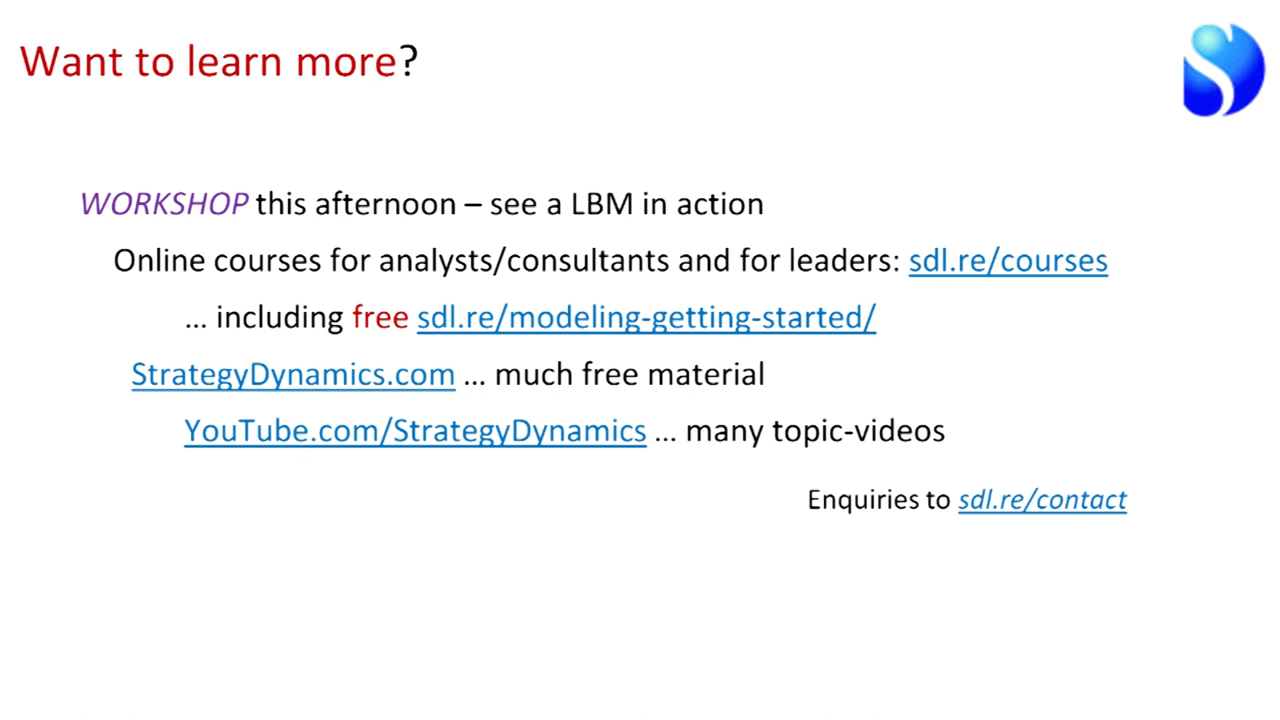 Want to learn more?
WORKSHOP this afternoon – see a LBM in action
Online courses for analysts/consultants and for leaders: sdl.re/courses
... including free sdl.re/modeling-getting-started/
StrategyDynamics.com ... much free material
YouTube.com/StrategyDynamics ... many topic-videos
Enquiries to sdl.re/contact